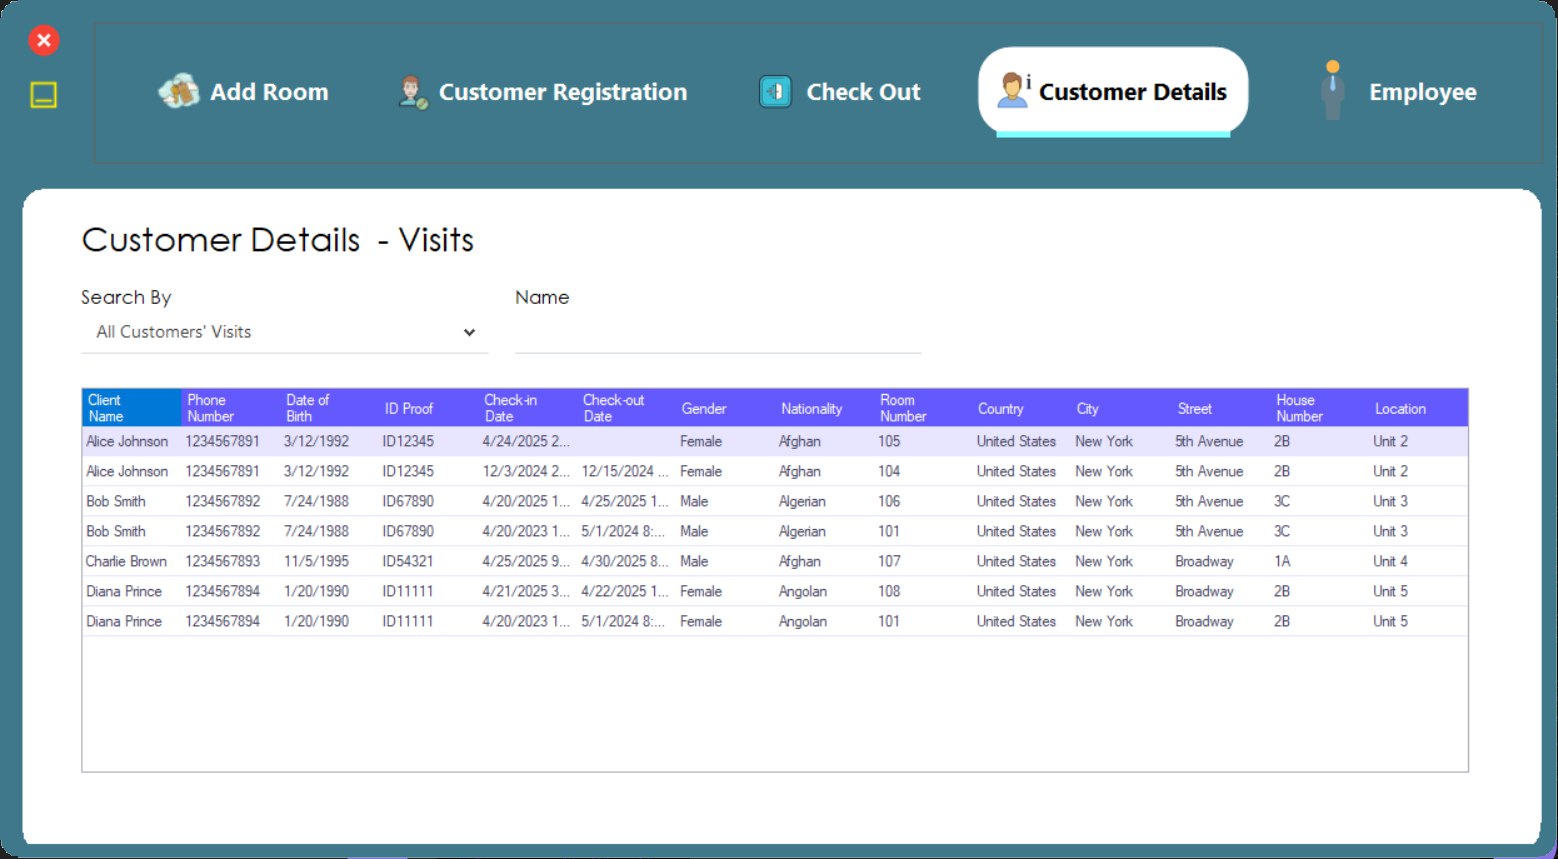 Add Room Customer Registration Check Out Customer Details Employee
Customer Details - Visits
Search By Name
All Customers' Visits
Client Name Phone Number Date of Birth ID Proof Check-in Date Check-out Date Gender Nationality Room Number Country City Street House Number Location
Alice Johnson 1234567891 3/12/1992 ID12345 4/24/2025 2... Female Afghan 105 United States New York 5th Avenue 2B Unit 2
Alice Johnson 1234567891 3/12/1992 ID12345 12/3/2024 2... 12/15/2024 ... Female Afghan 104 United States New York 5th Avenue 2B Unit 2
Bob Smith 1234567892 7/24/1988 ID67890 4/20/2025 1... 4/25/2025 1... Male Algerian 106 United States New York 5th Avenue 3C Unit 3
Bob Smith 1234567892 7/24/1988 ID67890 4/20/2023 1... 5/1/2024 8:... Male Algerian 101 United States New York 5th Avenue 3C Unit 3
Charlie Brown 1234567893 11/5/1995 ID54321 4/25/2025 9... 4/30/2025 8... Male Afghan 107 United States New York Broadway 1A Unit 4
Diana Prince 1234567894 1/20/1990 ID11111 4/21/2025 3... 4/22/2025 1... Female Angolan 108 United States New York Broadway 2B Unit 5
Diana Prince 1234567894 1/20/1990 ID11111 4/20/2023 1... 5/1/2024 8:... Female Angolan 101 United States New York Broadway 2B Unit 5